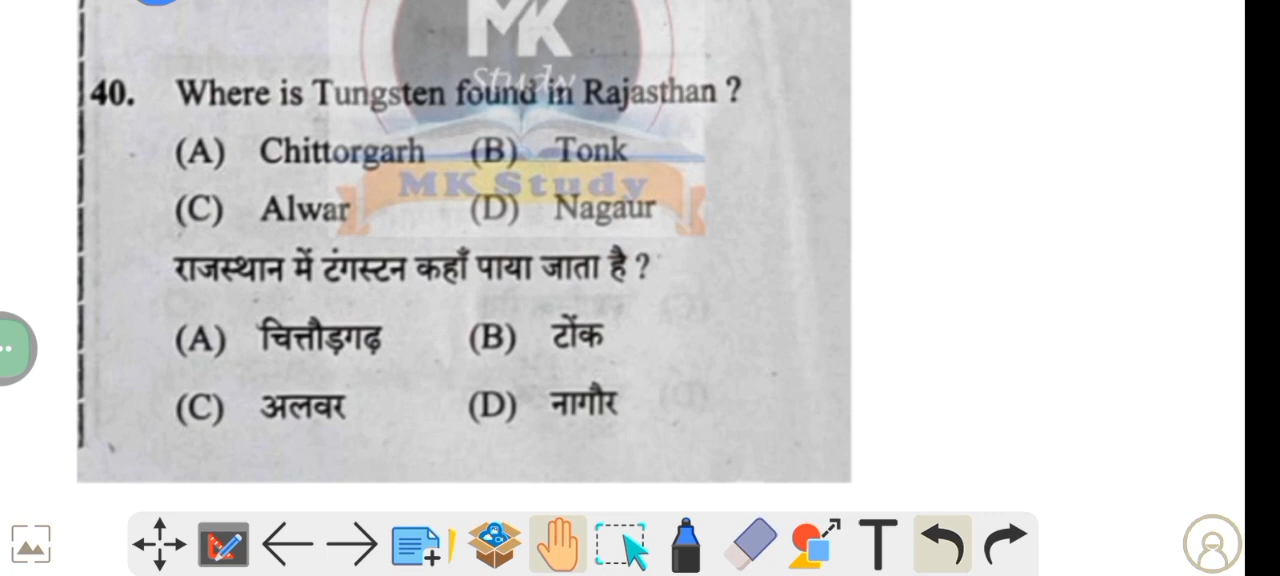 MK
Study
40. Where is Tungsten found in Rajasthan ?
(A) Chittorgarh (B) Tonk
MK Study
(C) Alwar (D) Nagaur
राजस्थान में टंगस्टन कहाँ पाया जाता है ?
(A) चित्तौड़गढ़ (B) टोंक
(C) अलवर (D) नागौर
T